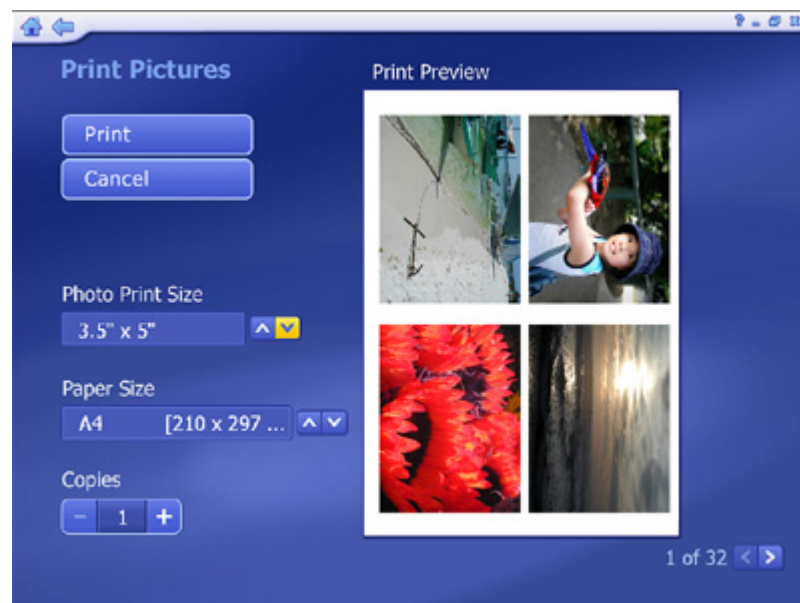 Print Pictures
Print Preview
Print
Cancel
Photo Print Size
3.5" x 5"
Paper Size
A4 [210 x 297 ...
Copies
1
1 of 32